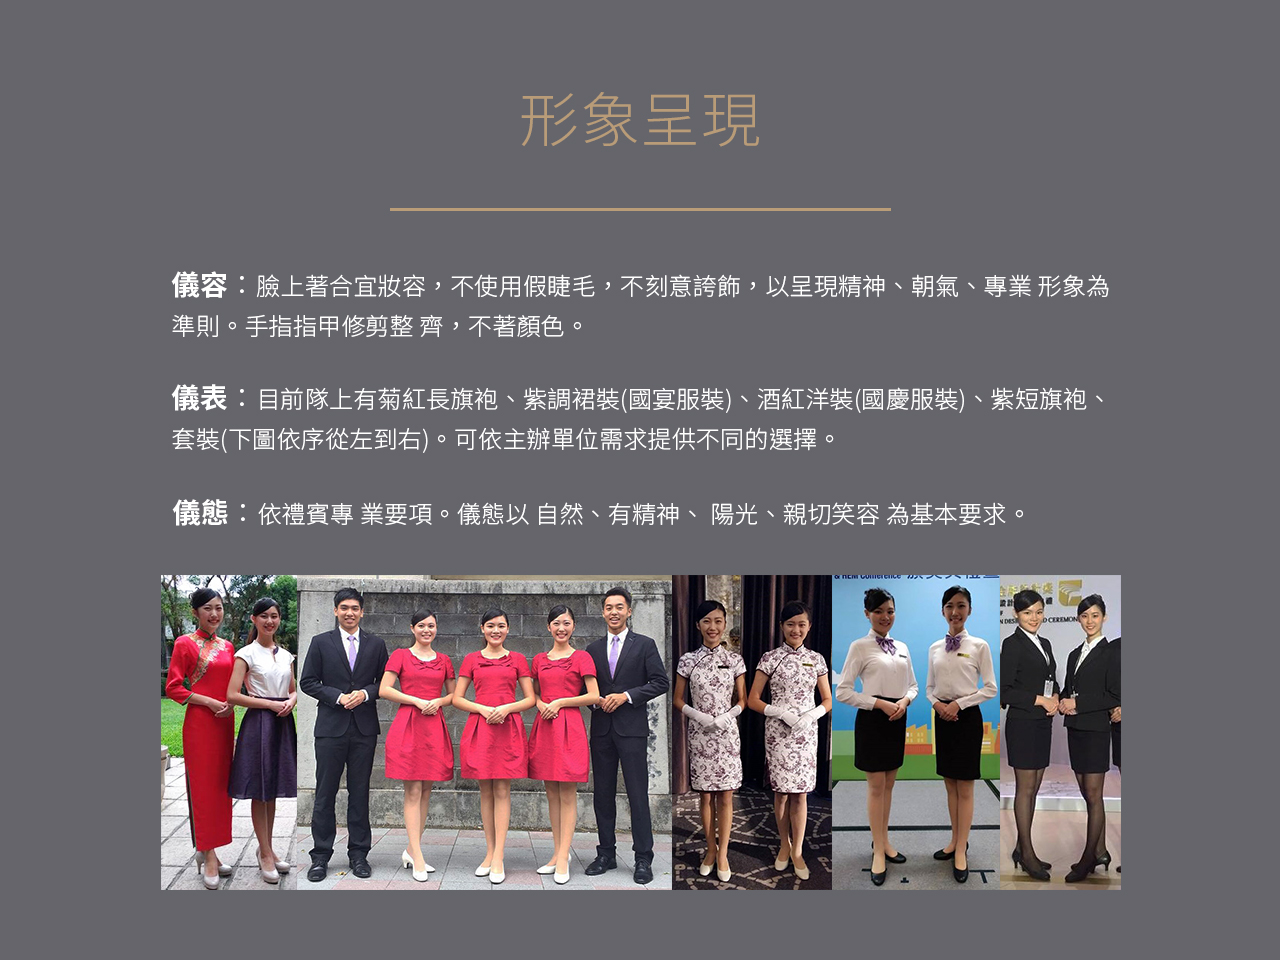 形象呈現
儀容：臉上著合宜妝容，不使用假睫毛，不刻意誇飾，以呈現精神、朝氣、專業 形象為
準則。手指指甲修剪整 齊，不著顏色。
儀表：目前隊上有菊紅長旗袍、紫調裙裝(國宴服裝)、酒紅洋裝(國慶服裝)、紫短旗袍、
套裝(下圖依序從左到右)。可依主辦單位需求提供不同的選擇。
儀態：依禮賓專 業要項。儀態以 自然、有精神、 陽光、親切笑容 為基本要求。
& REM Conference